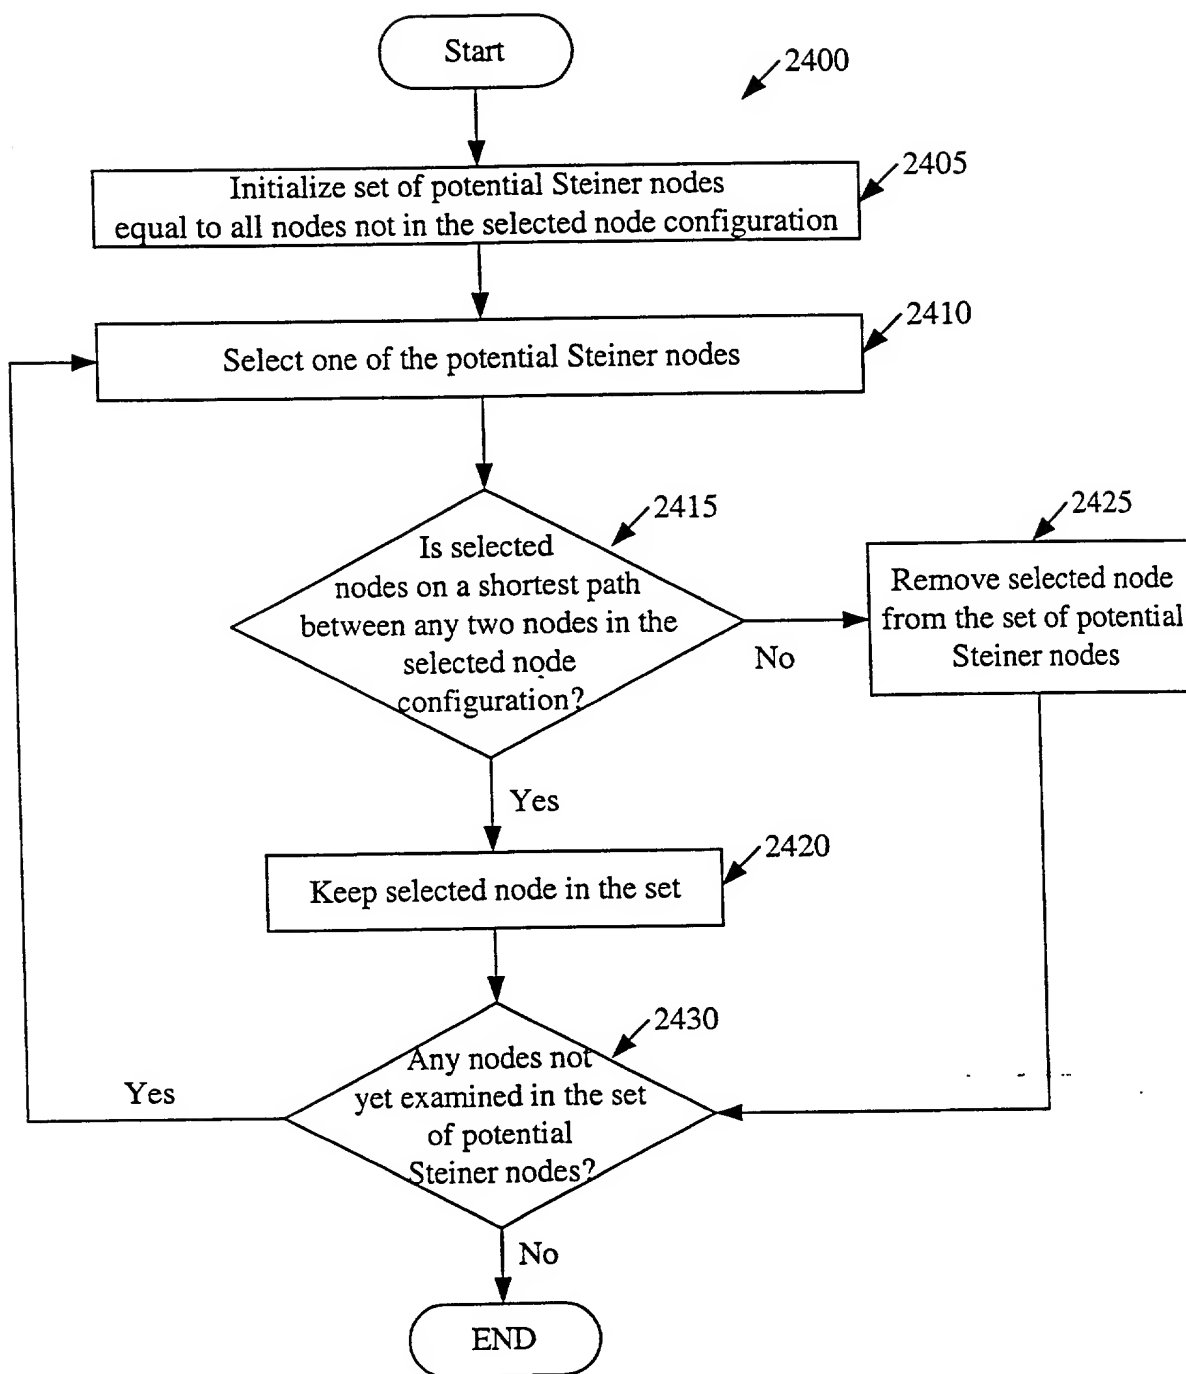 Start
2400
Initialize set of potential Steiner nodes
equal to all nodes not in the selected node configuration
2405
Select one of the potential Steiner nodes
2410
Is selected
nodes on a shortest path
between any two nodes in the
selected node
configuration?
2415
No
Remove selected node
from the set of potential
Steiner nodes
2425
Yes
Keep selected node in the set
2420
Any nodes not
yet examined in the set
of potential
Steiner nodes?
2430
Yes
No
END